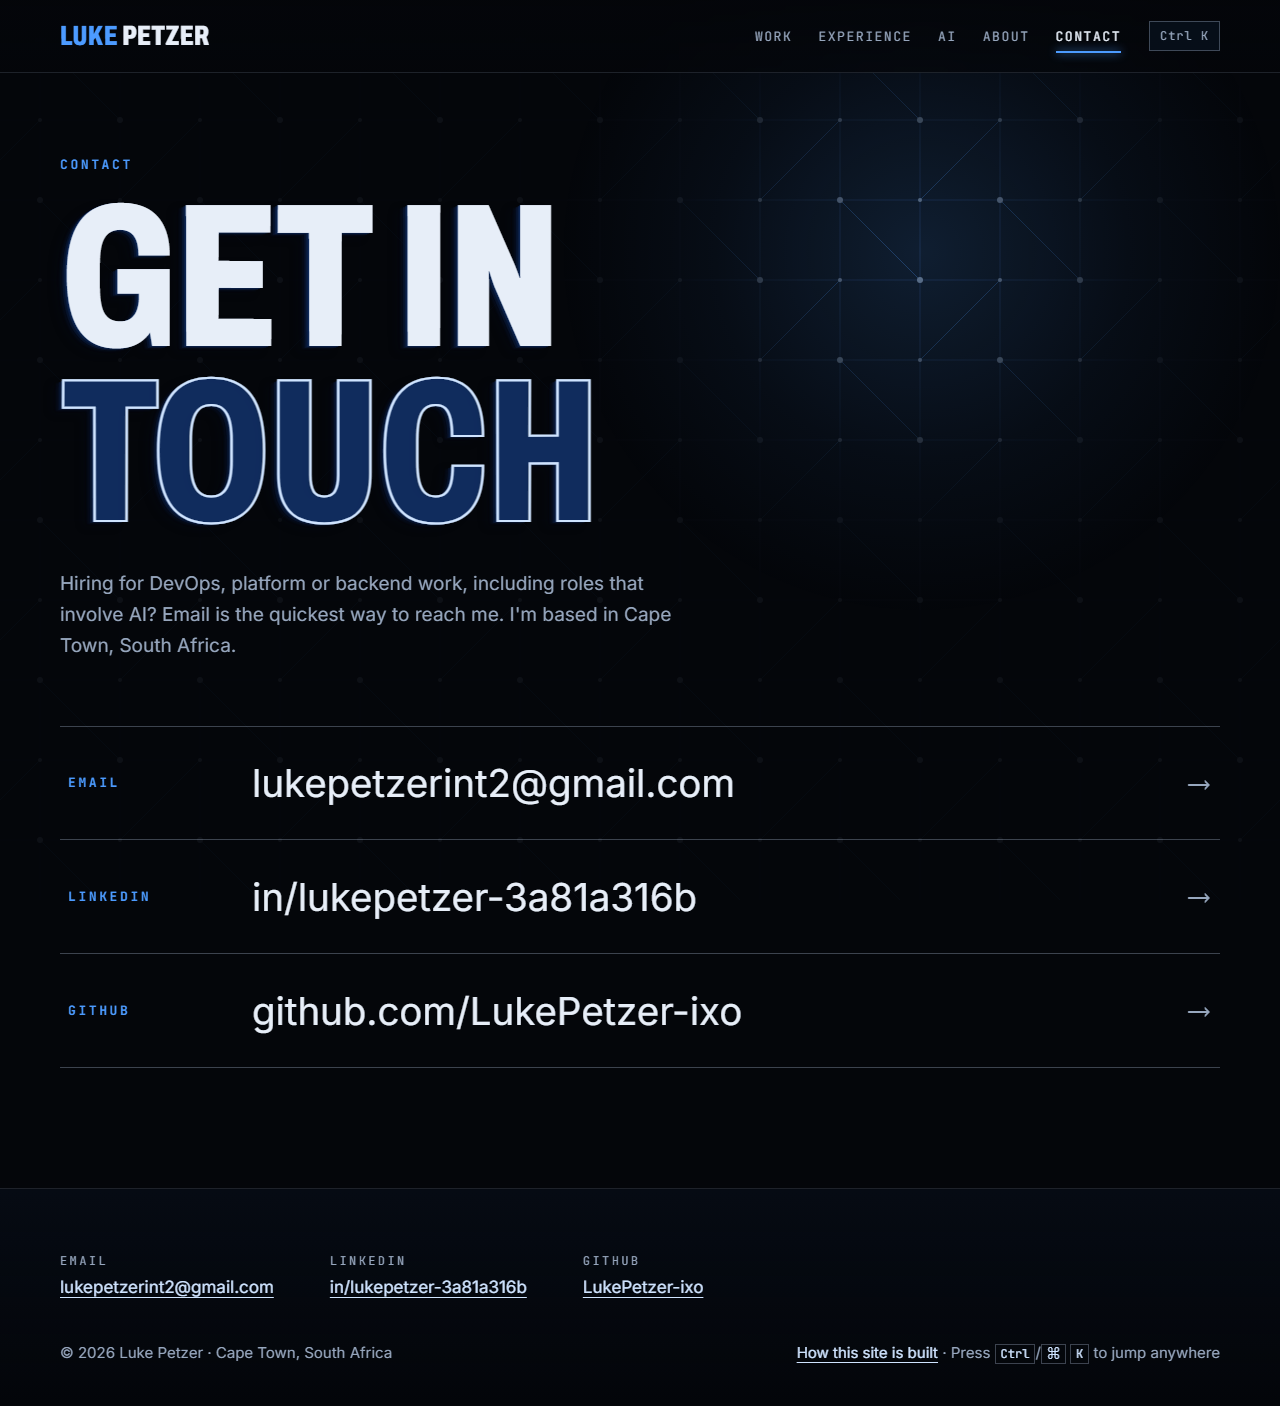 LUKE PETZER
WORK EXPERIENCE AI ABOUT CONTACT Ctrl K
CONTACT
GET IN
TOUCH
Hiring for DevOps, platform or backend work, including roles that
involve AI? Email is the quickest way to reach me. I'm based in Cape
Town, South Africa.
EMAIL lukepetzerint2@gmail.com →
LINKEDIN in/lukepetzer-3a81a316b →
GITHUB github.com/LukePetzer-ixo →
EMAIL LINKEDIN GITHUB
lukepetzerint2@gmail.com in/lukepetzer-3a81a316b LukePetzer-ixo
© 2026 Luke Petzer · Cape Town, South Africa How this site is built · Press Ctrl/⌘ K to jump anywhere